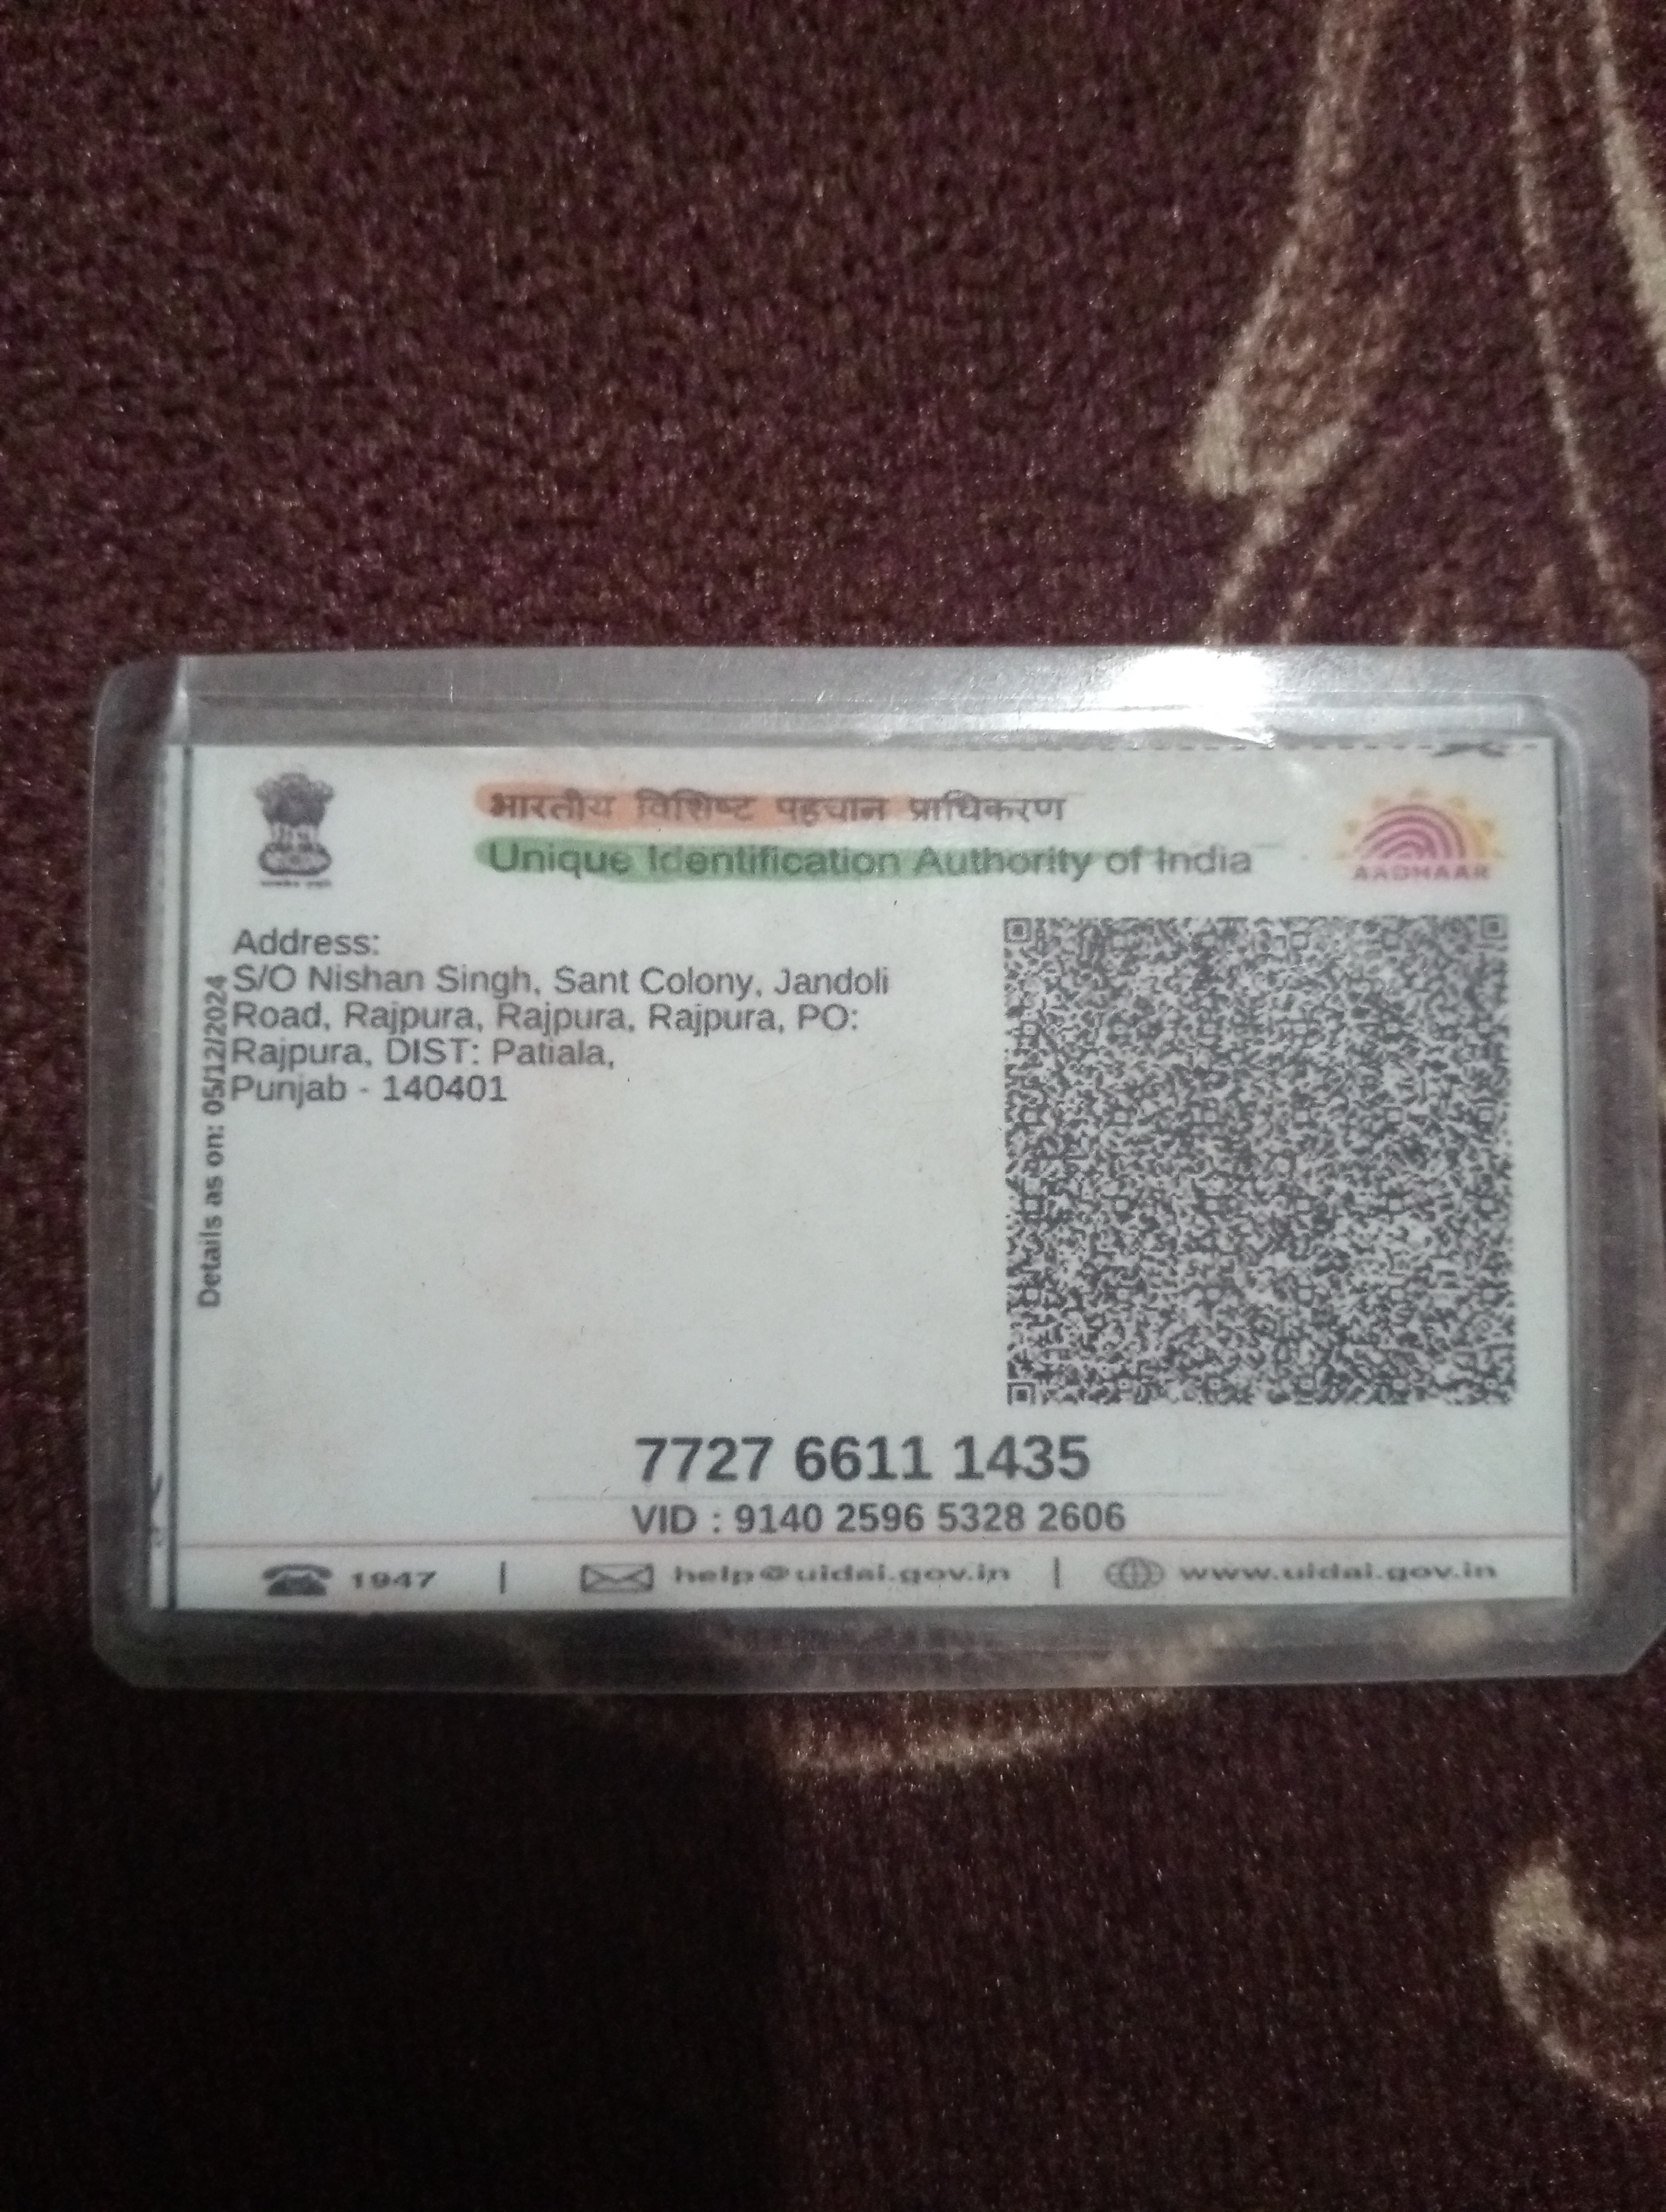 भारतीय विशिष्ट पहचान प्राधिकरण
Unique Identification Authority of India
AADHAAR
Address:
S/O Nishan Singh, Sant Colony, Jandoli
Road, Rajpura, Rajpura, Rajpura, PO:
Rajpura, DIST: Patiala,
Punjab - 140401
Details as on: 05/12/2024
7727 6611 1435
VID : 9140 2596 5328 2606
1947 | help@uidai.gov.in | www.uidai.gov.in